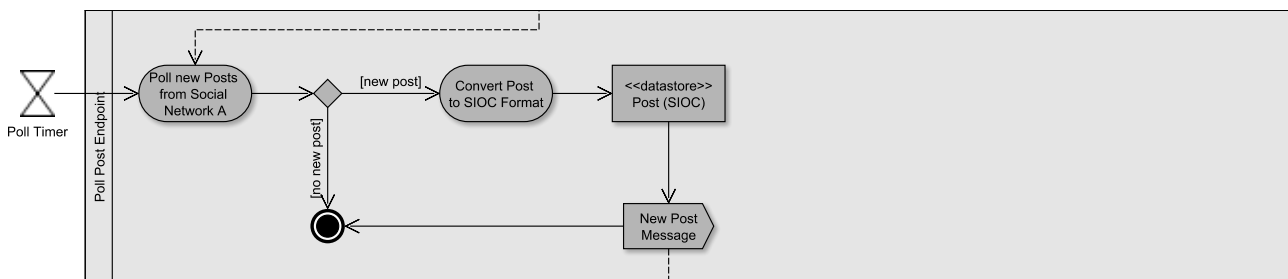 Poll Timer
Poll Post Endpoint
Poll new Posts
from Social
Network A
[new post]
[no new post]
Convert Post
to SIOC Format
<<datastore>>
Post (SIOC)
New Post
Message